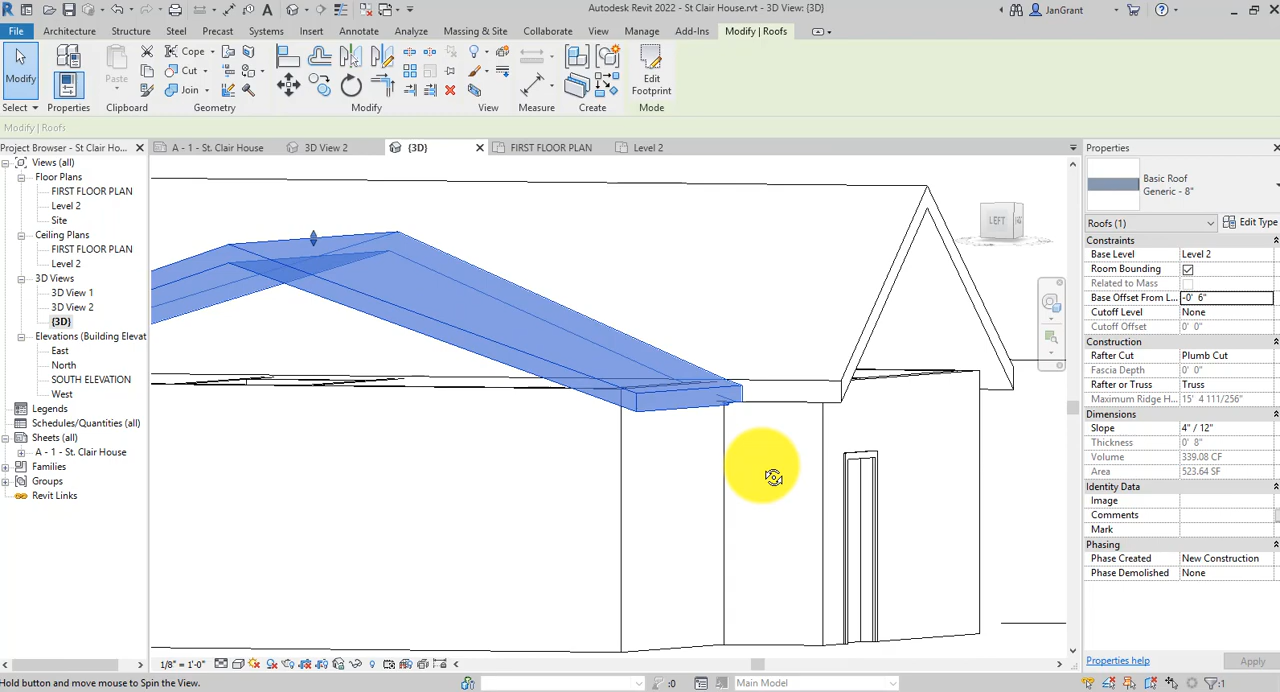 Autodesk Revit 2022 - St Clair House.rvt - 3D View: {3D}
JanGrant
File
Architecture
Structure
Steel
Precast
Systems
Insert
Annotate
Analyze
Massing & Site
Collaborate
View
Manage
Add-Ins
Modify | Roofs
Modify
Select
Properties
Paste
Clipboard
Cope
Cut
Join
Geometry
Modify
View
Measure
Create
Edit
Footprint
Mode
Modify | Roofs
Project Browser - St Clair Ho...
A - 1 - St. Clair House
3D View 2
{3D}
FIRST FLOOR PLAN
Level 2
Properties
Views (all)
Floor Plans
FIRST FLOOR PLAN
Level 2
Site
Ceiling Plans
FIRST FLOOR PLAN
Level 2
3D Views
3D View 1
3D View 2
{3D}
Elevations (Building Elevat
East
North
SOUTH ELEVATION
West
Legends
Schedules/Quantities (all)
Sheets (all)
A - 1 - St. Clair House
Families
Groups
Revit Links
LEFT
Basic Roof
Generic - 8"
Roofs (1)
Edit Type
Constraints
Base Level Level 2
Room Bounding
Related to Mass
Base Offset From L... -0' 6"
Cutoff Level None
Cutoff Offset 0' 0"
Construction
Rafter Cut Plumb Cut
Fascia Depth 0' 0"
Rafter or Truss Truss
Maximum Ridge H... 15' 4 111/256"
Dimensions
Slope 4" / 12"
Thickness 0' 8"
Volume 339.08 CF
Area 523.64 SF
Identity Data
Image
Comments
Mark
Phasing
Phase Created New Construction
Phase Demolished None
Properties help
Apply
1/8" = 1'-0"
Hold button and move mouse to Spin the View.
:0
Main Model
:1